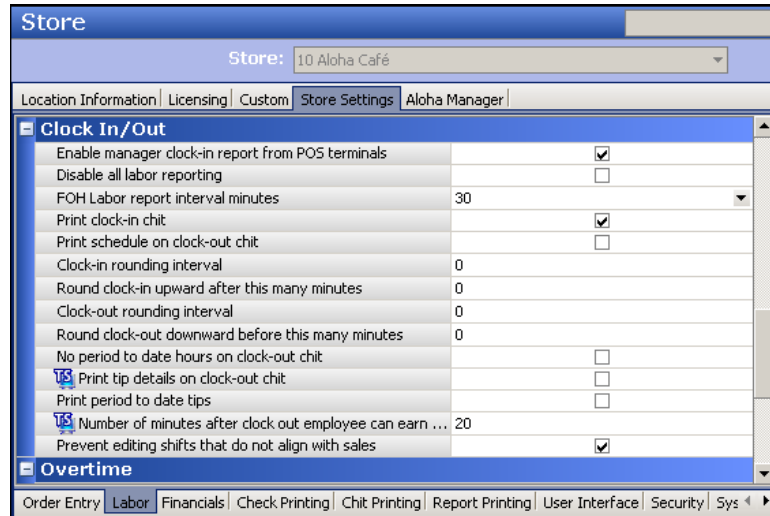 Store
Store: 10 Aloha Café
Location Information Licensing Custom Store Settings Aloha Manager
Clock In/Out
Enable manager clock-in report from POS terminals
Disable all labor reporting
FOH Labor report interval minutes 30
Print clock-in chit
Print schedule on clock-out chit
Clock-in rounding interval 0
Round clock-in upward after this many minutes 0
Clock-out rounding interval 0
Round clock-out downward before this many minutes 0
No period to date hours on clock-out chit
TS Print tip details on clock-out chit
Print period to date tips
TS Number of minutes after clock out employee can earn ... 20
Prevent editing shifts that do not align with sales
Overtime
Order Entry Labor Financials Check Printing Chit Printing Report Printing User Interface Security Sys